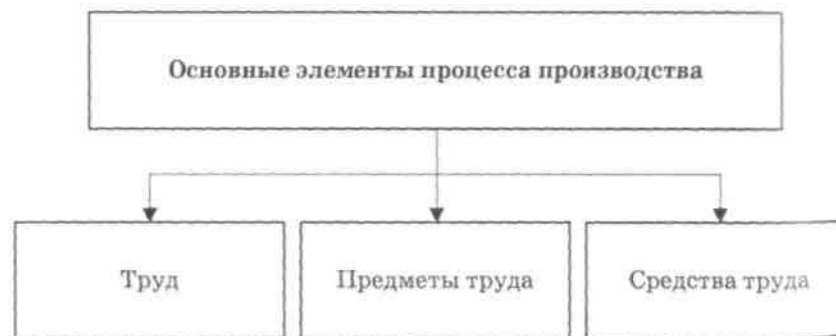 Основные элементы процесса производства
Труд
Предметы труда
Средства труда